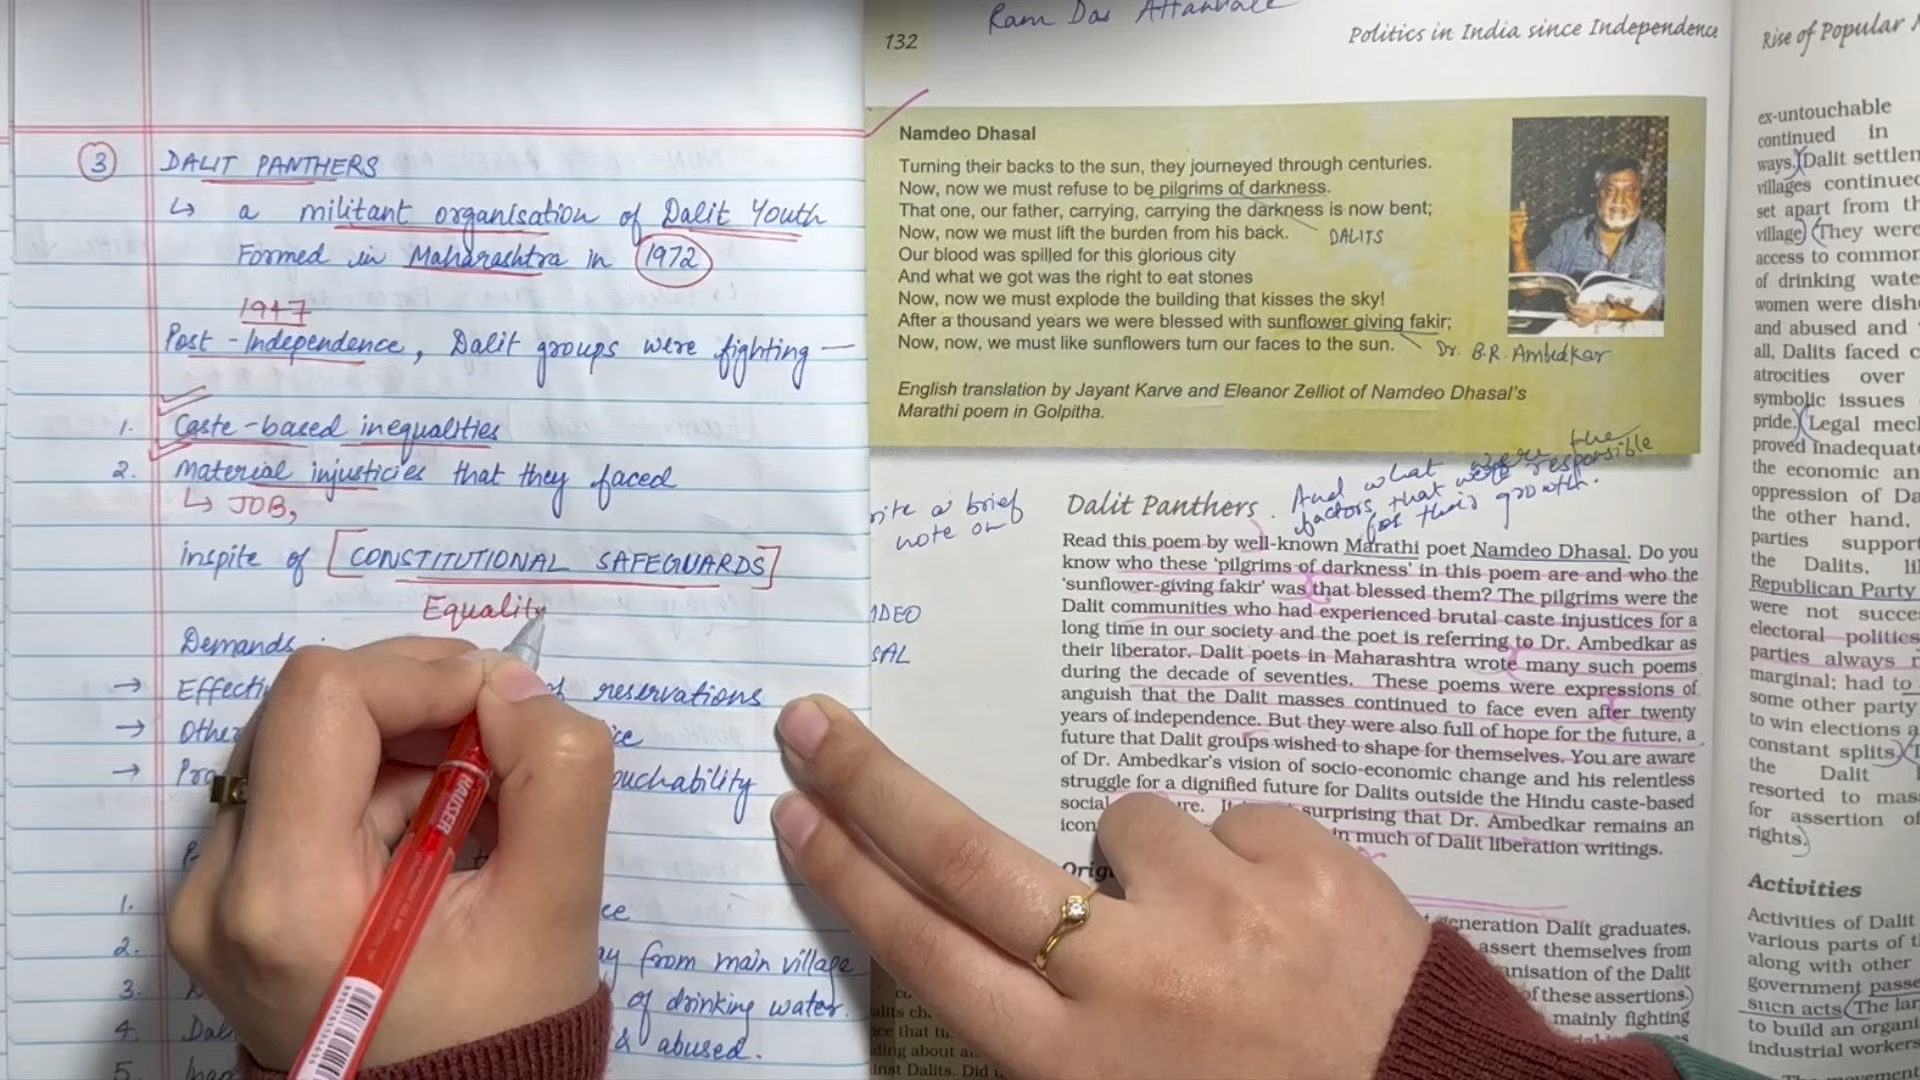 3 DALIT PANTHERS
↳ a militant organisation of Dalit Youth
Formed in Maharashtra in 1972
1947
Post-Independence, Dalit groups were fighting —
1. Caste-based inequalities
2. Material injusticies that they faced
↳ JOB,
inspite of [CONSTITUTIONAL SAFEGUARDS]
Equality
Demands
→ of reservations
→ Other
→ ouchability
1.
2. from main village
3. of drinking water.
4. & abused.
5.
HAUSER
Ram Das
132
Politics in India since Independence
Namdeo Dhasal
Turning their backs to the sun, they journeyed through centuries.
Now, now we must refuse to be pilgrims of darkness.
That one, our father, carrying, carrying the darkness is now bent;
Now, now we must lift the burden from his back.
DALITS
Our blood was spilled for this glorious city
And what we got was the right to eat stones
Now, now we must explode the building that kisses the sky!
After a thousand years we were blessed with sunflower giving fakir;
Now, now, we must like sunflowers turn our faces to the sun.
Dr. B.R. Ambedkar
English translation by Jayant Karve and Eleanor Zelliot of Namdeo Dhasal's
Marathi poem in Golpitha.
And what were the
factors that were responsible
for their growth.
rite a brief
note on
Dalit Panthers
Read this poem by well-known Marathi poet Namdeo Dhasal. Do you
know who these 'pilgrims of darkness' in this poem are and who the
'sunflower-giving fakir' was that blessed them? The pilgrims were the
Dalit communities who had experienced brutal caste injustices for a
long time in our society and the poet is referring to Dr. Ambedkar as
their liberator. Dalit poets in Maharashtra wrote many such poems
during the decade of seventies. These poems were expressions of
anguish that the Dalit masses continued to face even after twenty
years of independence. But they were also full of hope for the future, a
future that Dalit groups wished to shape for themselves. You are aware
of Dr. Ambedkar's vision of socio-economic change and his relentless
struggle for a dignified future for Dalits outside the Hindu caste-based
social surprising that Dr. Ambedkar remains an
icon in much of Dalit liberation writings.
DEO
SAL
generation Dalit graduates,
assert themselves from
anisation of the Dalit
of these assertions.
mainly fighting
Rise of Popular
ex-untouchable
continued in
ways. Dalit settlem
villages continued
set apart from th
village. They were
access to common
of drinking wate
women were disho
and abused and
all, Dalits faced c
atrocities over
symbolic issues
pride. Legal mech
proved inadequate
the economic an
oppression of Da
the other hand,
parties support
the Dalits, li
Republican Party
were not succes
electoral politics
parties always r
marginal; had to
some other party
to win elections a
constant splits.
the Dalit
resorted to mass
for assertion of
rights.
Activities
Activities of Dalit
various parts of t
along with other
government passe
such acts. The lar
to build an organi
industrial workers